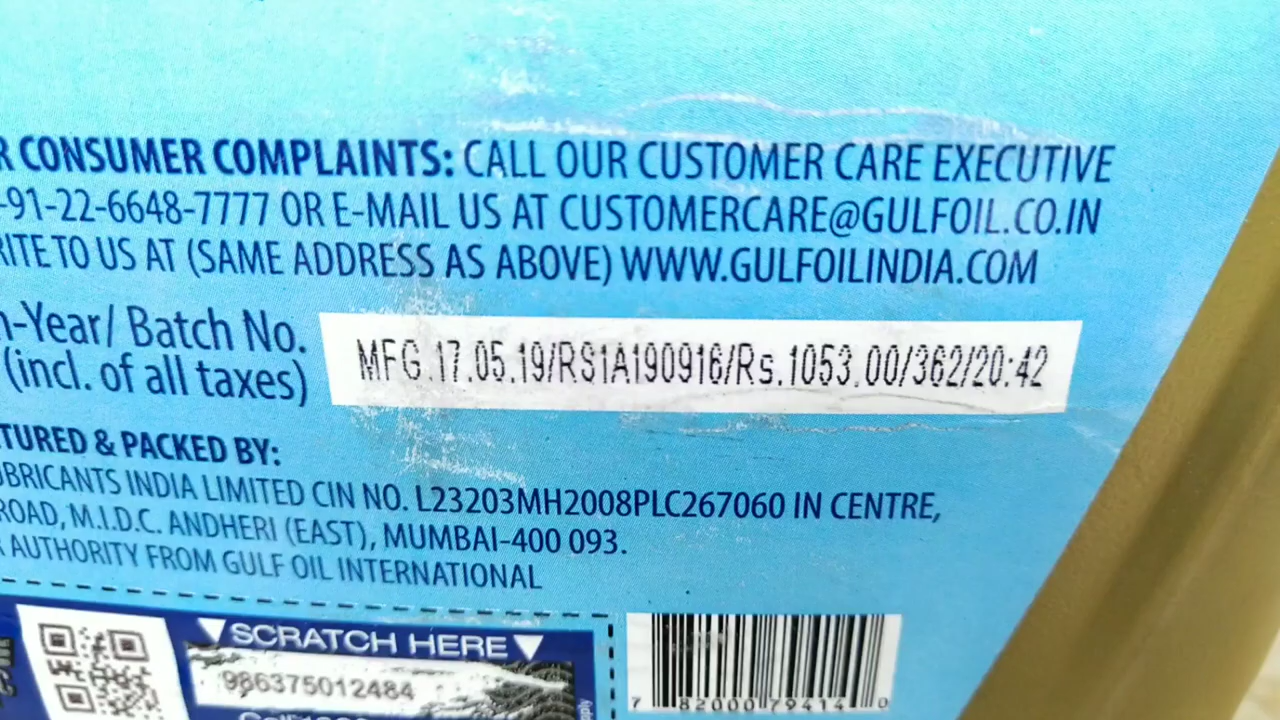 CONSUMER COMPLAINTS: CALL OUR CUSTOMER CARE EXECUTIVE
-91-22-6648-7777 OR E-MAIL US AT CUSTOMERCARE@GULFOIL.CO.IN
RITE TO US AT (SAME ADDRESS AS ABOVE) WWW.GULFOILINDIA.COM
-Year/ Batch No.
(incl. of all taxes)
MFG.17.05.19/RS1A190916/Rs.1053.00/362/20:42
TURED & PACKED BY:
UBRICANTS INDIA LIMITED CIN NO. L23203MH2008PLC267060 IN CENTRE,
ROAD, M.I.D.C. ANDHERI (EAST), MUMBAI-400 093.
AUTHORITY FROM GULF OIL INTERNATIONAL
SCRATCH HERE
986375012484
7 82000 79414 0